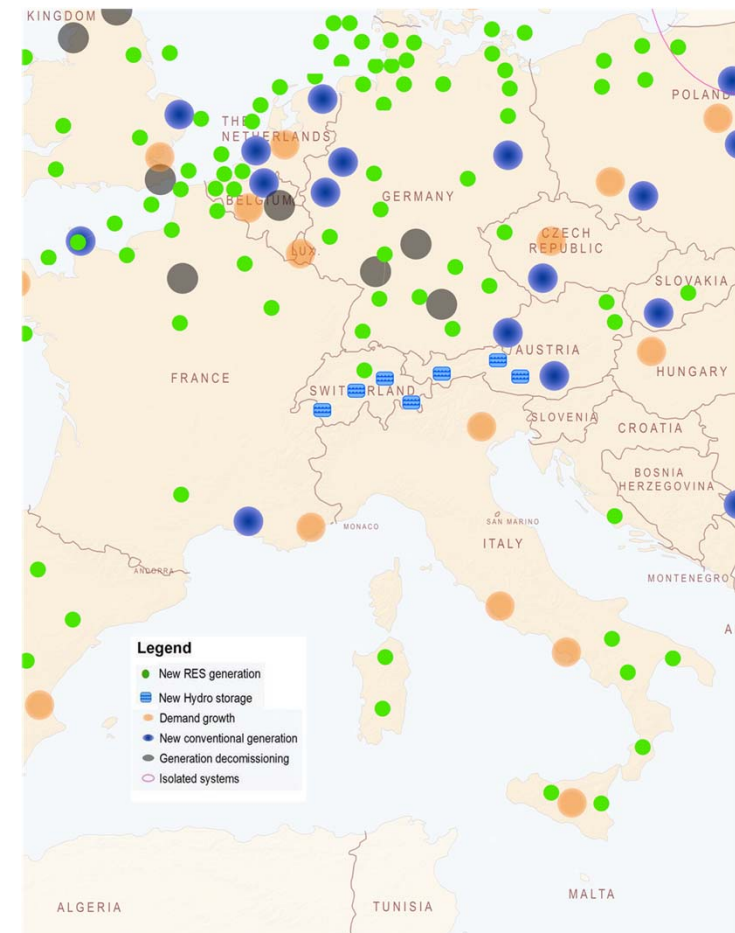 KINGDOM
POLAND
THE
NETHERLANDS
BELGIUM
GERMANY
LUX.
CZECH
REPUBLIC
SLOVAKIA
AUSTRIA
HUNGARY
FRANCE
SWITZERLAND
SLOVENIA
CROATIA
BOSNIA
HERZEGOVINA
MONACO
SAN MARINO
ITALY
ANDORRA
MONTENEGRO
A
Legend
New RES generation
New Hydro storage
Demand growth
New conventional generation
Generation decomissioning
Isolated systems
ALGERIA
TUNISIA
MALTA